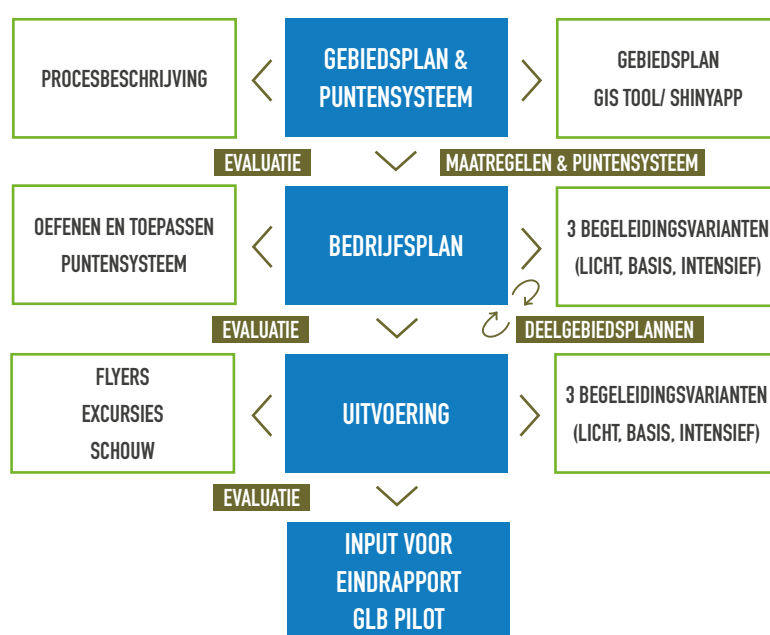 PROCESBESCHRIJVING
GEBIEDSPLAN &
PUNTENSYSTEEM
GEBIEDSPLAN
GIS TOOL/ SHINYAPP
EVALUATIE
MAATREGELEN & PUNTENSYSTEEM
OEFENEN EN TOEPASSEN
PUNTENSYSTEEM
BEDRIJFSPLAN
3 BEGELEIDINGSVARIANTEN
(LICHT, BASIS, INTENSIEF)
EVALUATIE
DEELGEBIEDSPLANNEN
FLYERS
EXCURSIES
SCHOUW
UITVOERING
3 BEGELEIDINGSVARIANTEN
(LICHT, BASIS, INTENSIEF)
EVALUATIE
INPUT VOOR
EINDRAPPORT
GLB PILOT